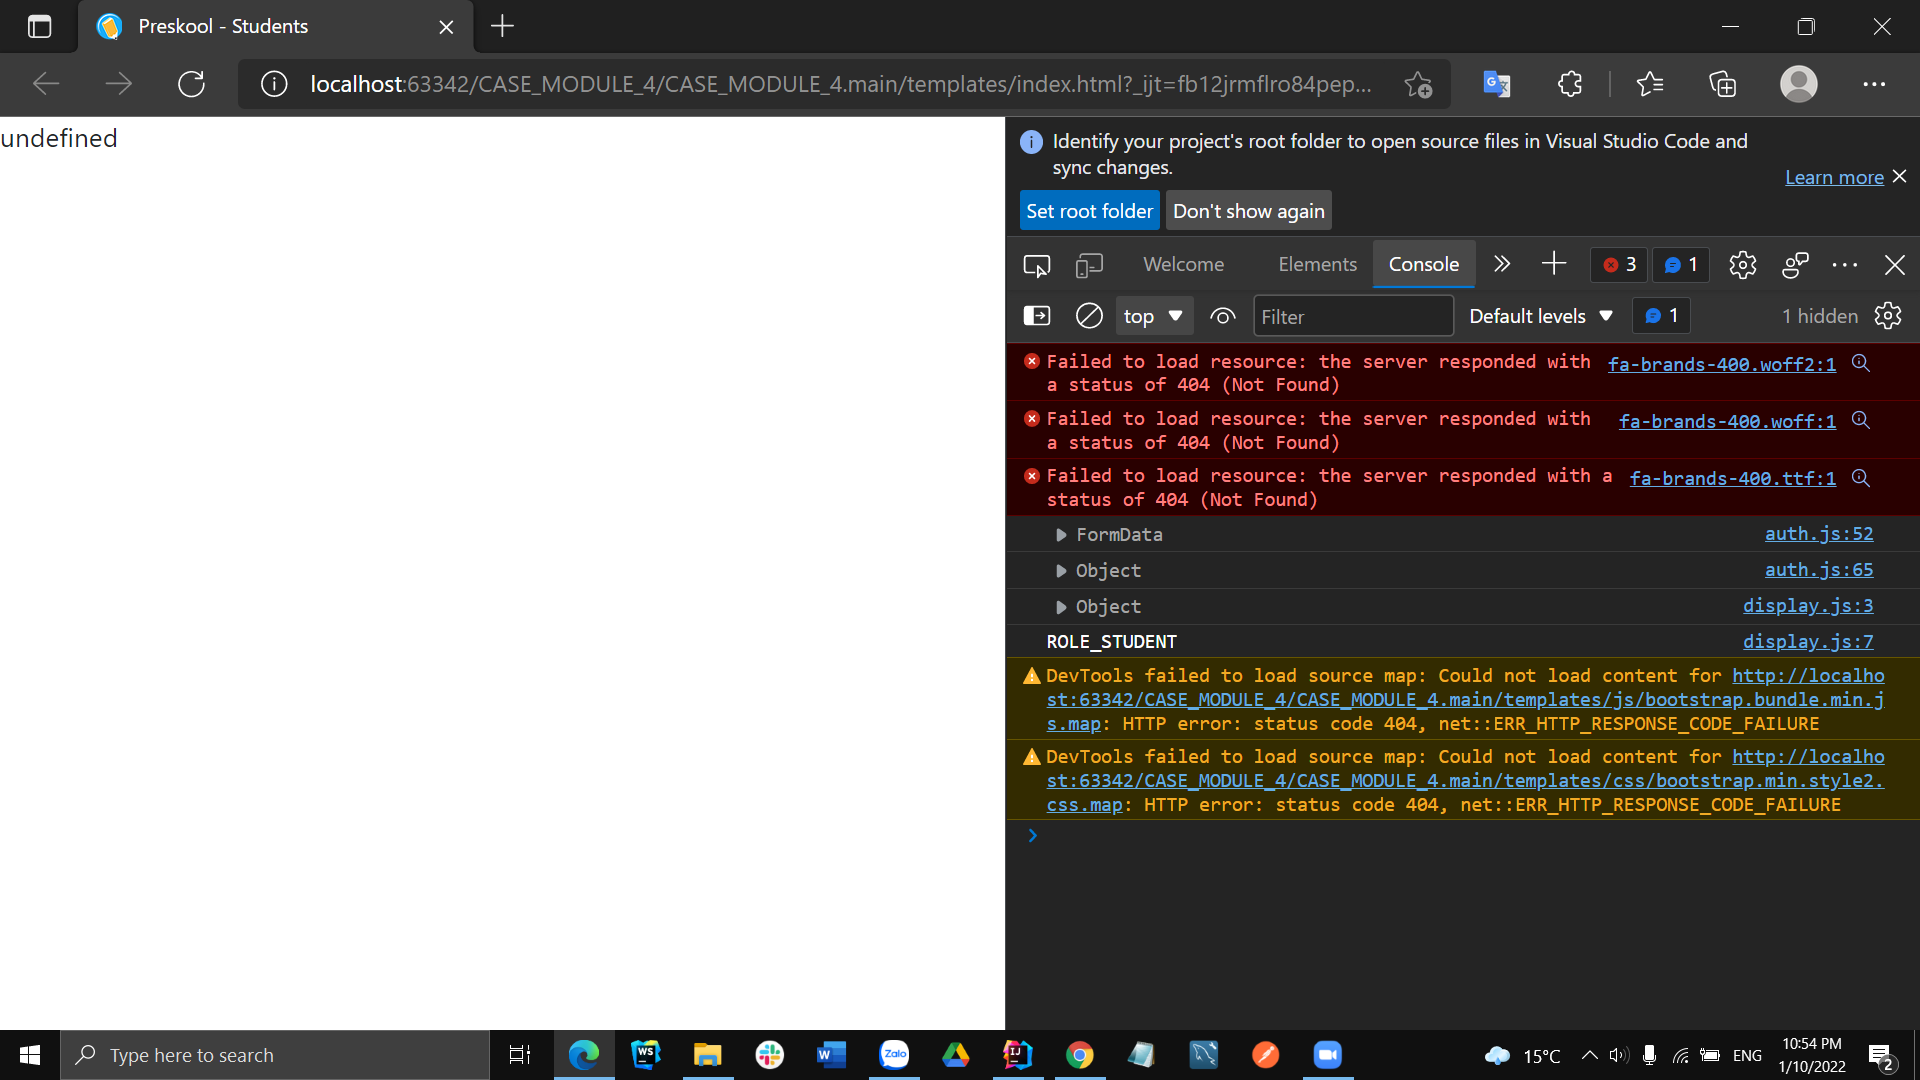 Preskool - Students
localhost:63342/CASE_MODULE_4/CASE_MODULE_4.main/templates/index.html?_ijt=fb12jrmflro84pep...
undefined
Identify your project's root folder to open source files in Visual Studio Code and
sync changes.
Learn more
Set root folder Don't show again
Welcome Elements Console 3 1
top Filter Default levels 1 1 hidden
Failed to load resource: the server responded with fa-brands-400.woff2:1
a status of 404 (Not Found)
Failed to load resource: the server responded with fa-brands-400.woff:1
a status of 404 (Not Found)
Failed to load resource: the server responded with a fa-brands-400.ttf:1
status of 404 (Not Found)
FormData auth.js:52
Object auth.js:65
Object display.js:3
ROLE_STUDENT display.js:7
DevTools failed to load source map: Could not load content for http://localho
st:63342/CASE_MODULE_4/CASE_MODULE_4.main/templates/js/bootstrap.bundle.min.j
s.map: HTTP error: status code 404, net::ERR_HTTP_RESPONSE_CODE_FAILURE
DevTools failed to load source map: Could not load content for http://localho
st:63342/CASE_MODULE_4/CASE_MODULE_4.main/templates/css/bootstrap.min.style2.
css.map: HTTP error: status code 404, net::ERR_HTTP_RESPONSE_CODE_FAILURE
Type here to search
WS
W
Zalo
IJ
15°C
ENG
10:54 PM
1/10/2022
2